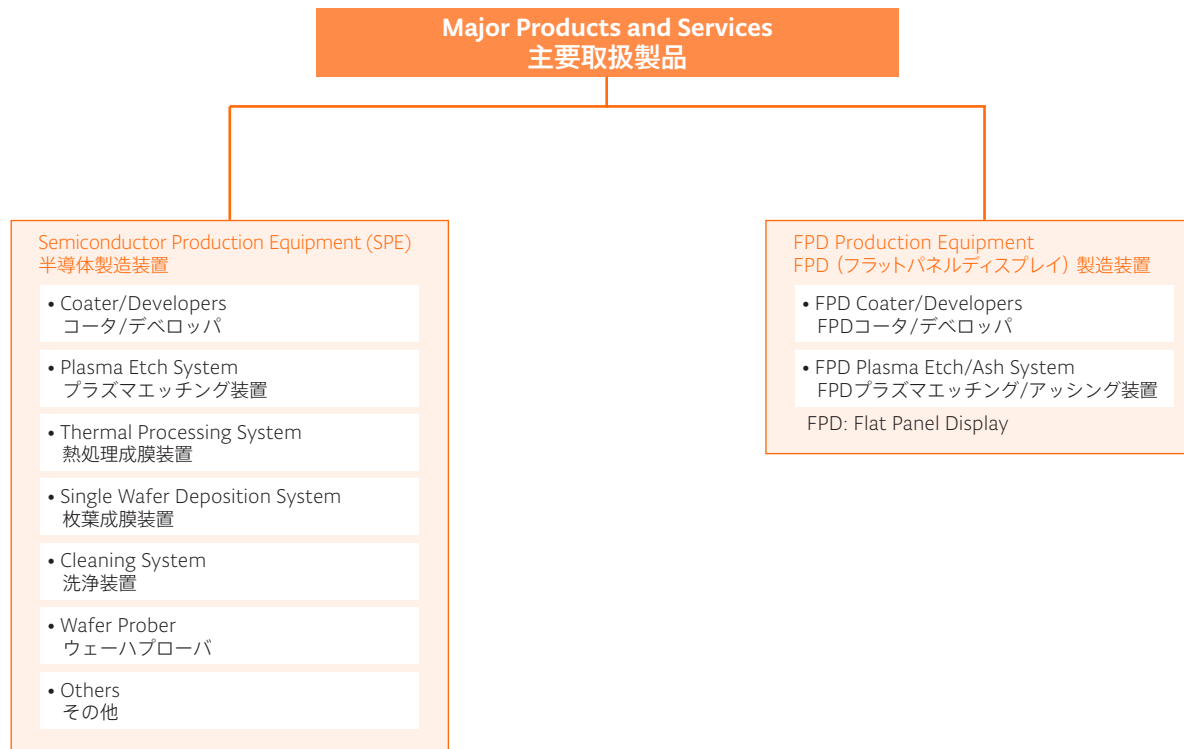 Major Products and Services
主要取扱製品
Semiconductor Production Equipment (SPE)
半導体製造装置
• Coater/Developers
コータ/デベロッパ
• Plasma Etch System
プラズマエッチング装置
• Thermal Processing System
熱処理成膜装置
• Single Wafer Deposition System
枚葉成膜装置
• Cleaning System
洗浄装置
• Wafer Prober
ウェーハプローバ
• Others
その他
FPD Production Equipment
FPD（フラットパネルディスプレイ）製造装置
• FPD Coater/Developers
FPDコータ/デベロッパ
• FPD Plasma Etch/Ash System
FPDプラズマエッチング/アッシング装置
FPD: Flat Panel Display